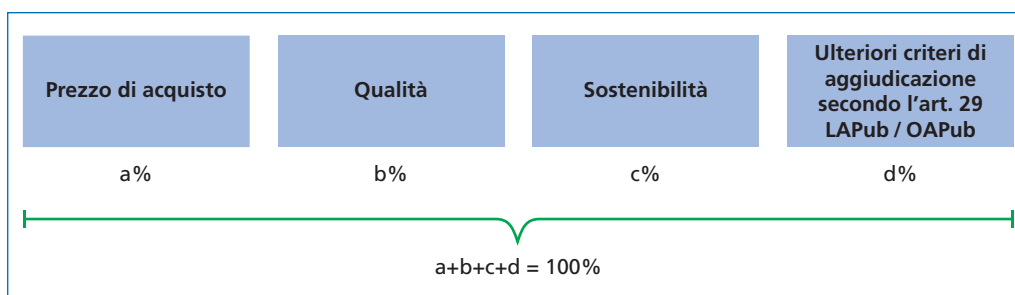 Prezzo di acquisto
Qualità
Sostenibilità
Ulteriori criteri di
aggiudicazione
secondo l'art. 29
LAPub / OAPub
a%
b%
c%
d%
a+b+c+d = 100%